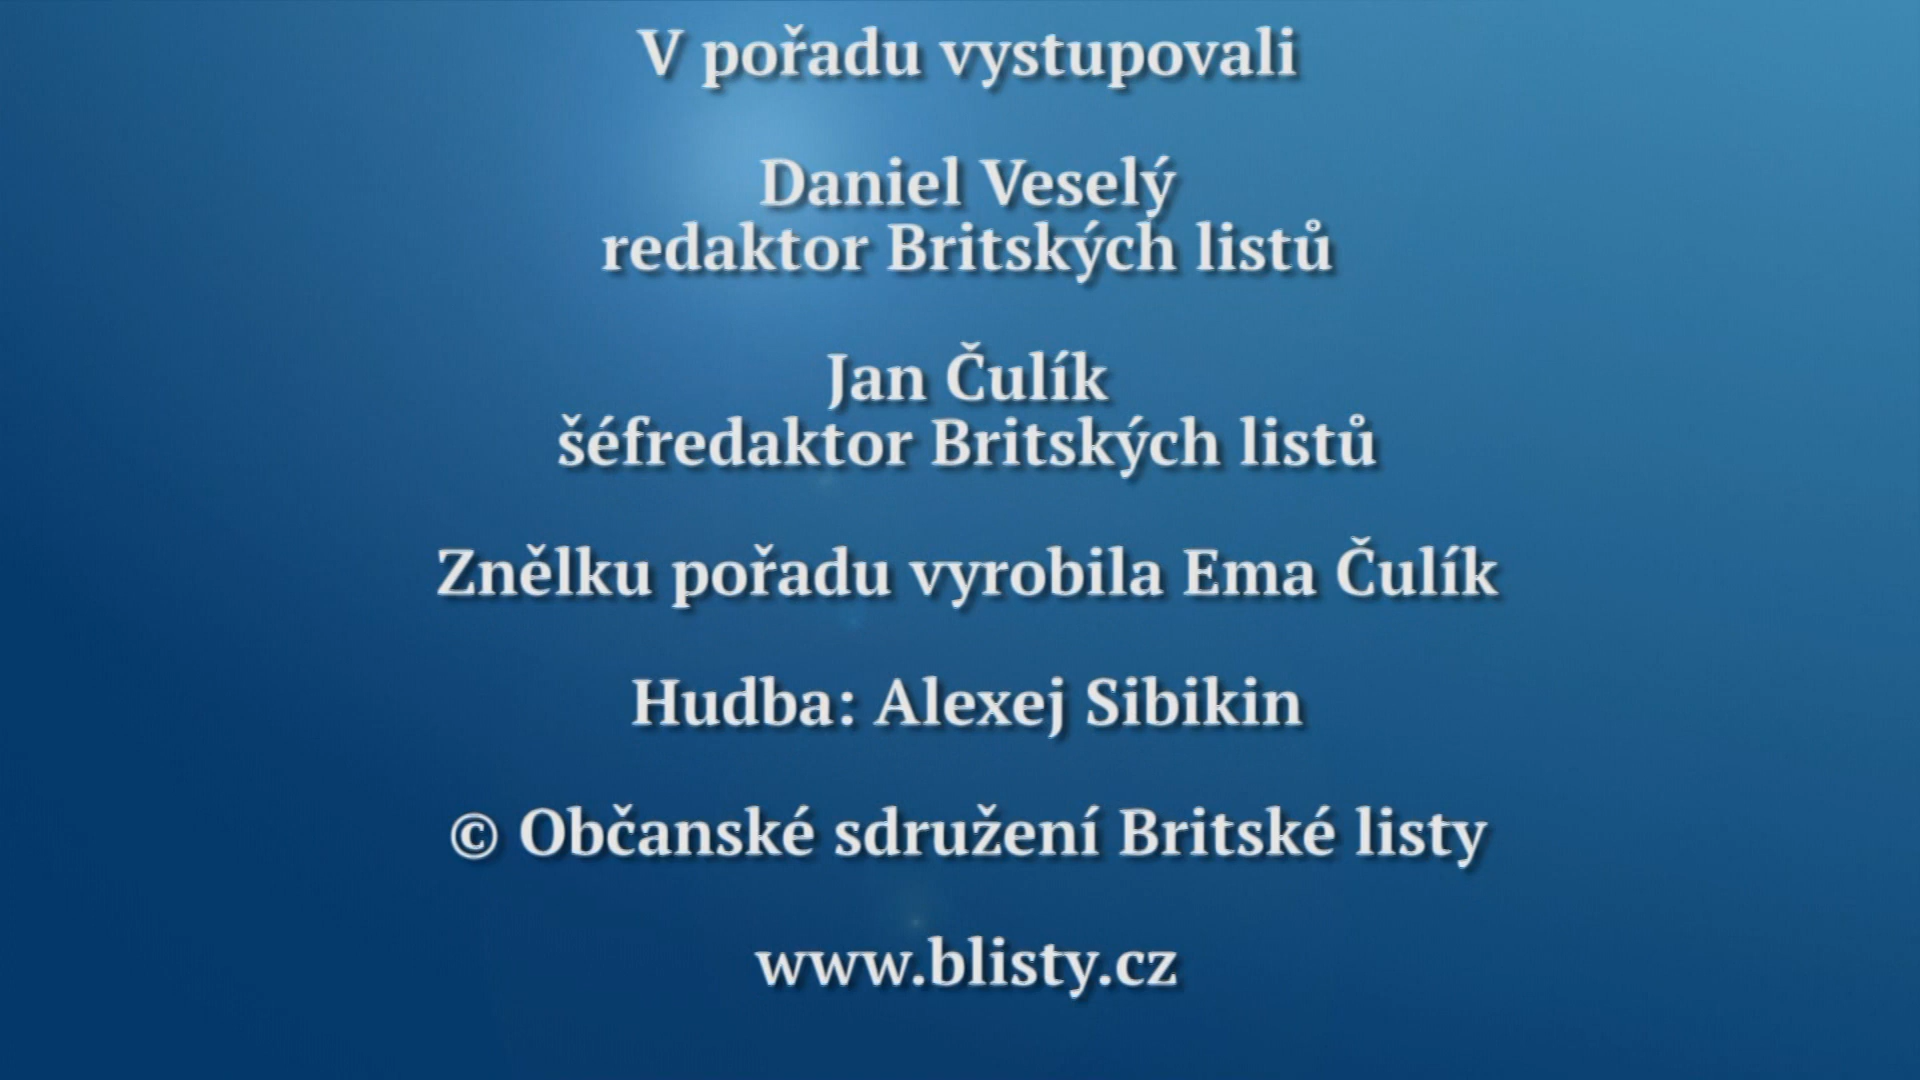 V pořadu vystupovali
Daniel Veselý
redaktor Britských listů
Jan Čulík
šéfredaktor Britských listů
Znělku pořadu vyrobila Ema Čulík
Hudba: Alexej Sibikin
© Občanské sdružení Britské listy
www.blisty.cz